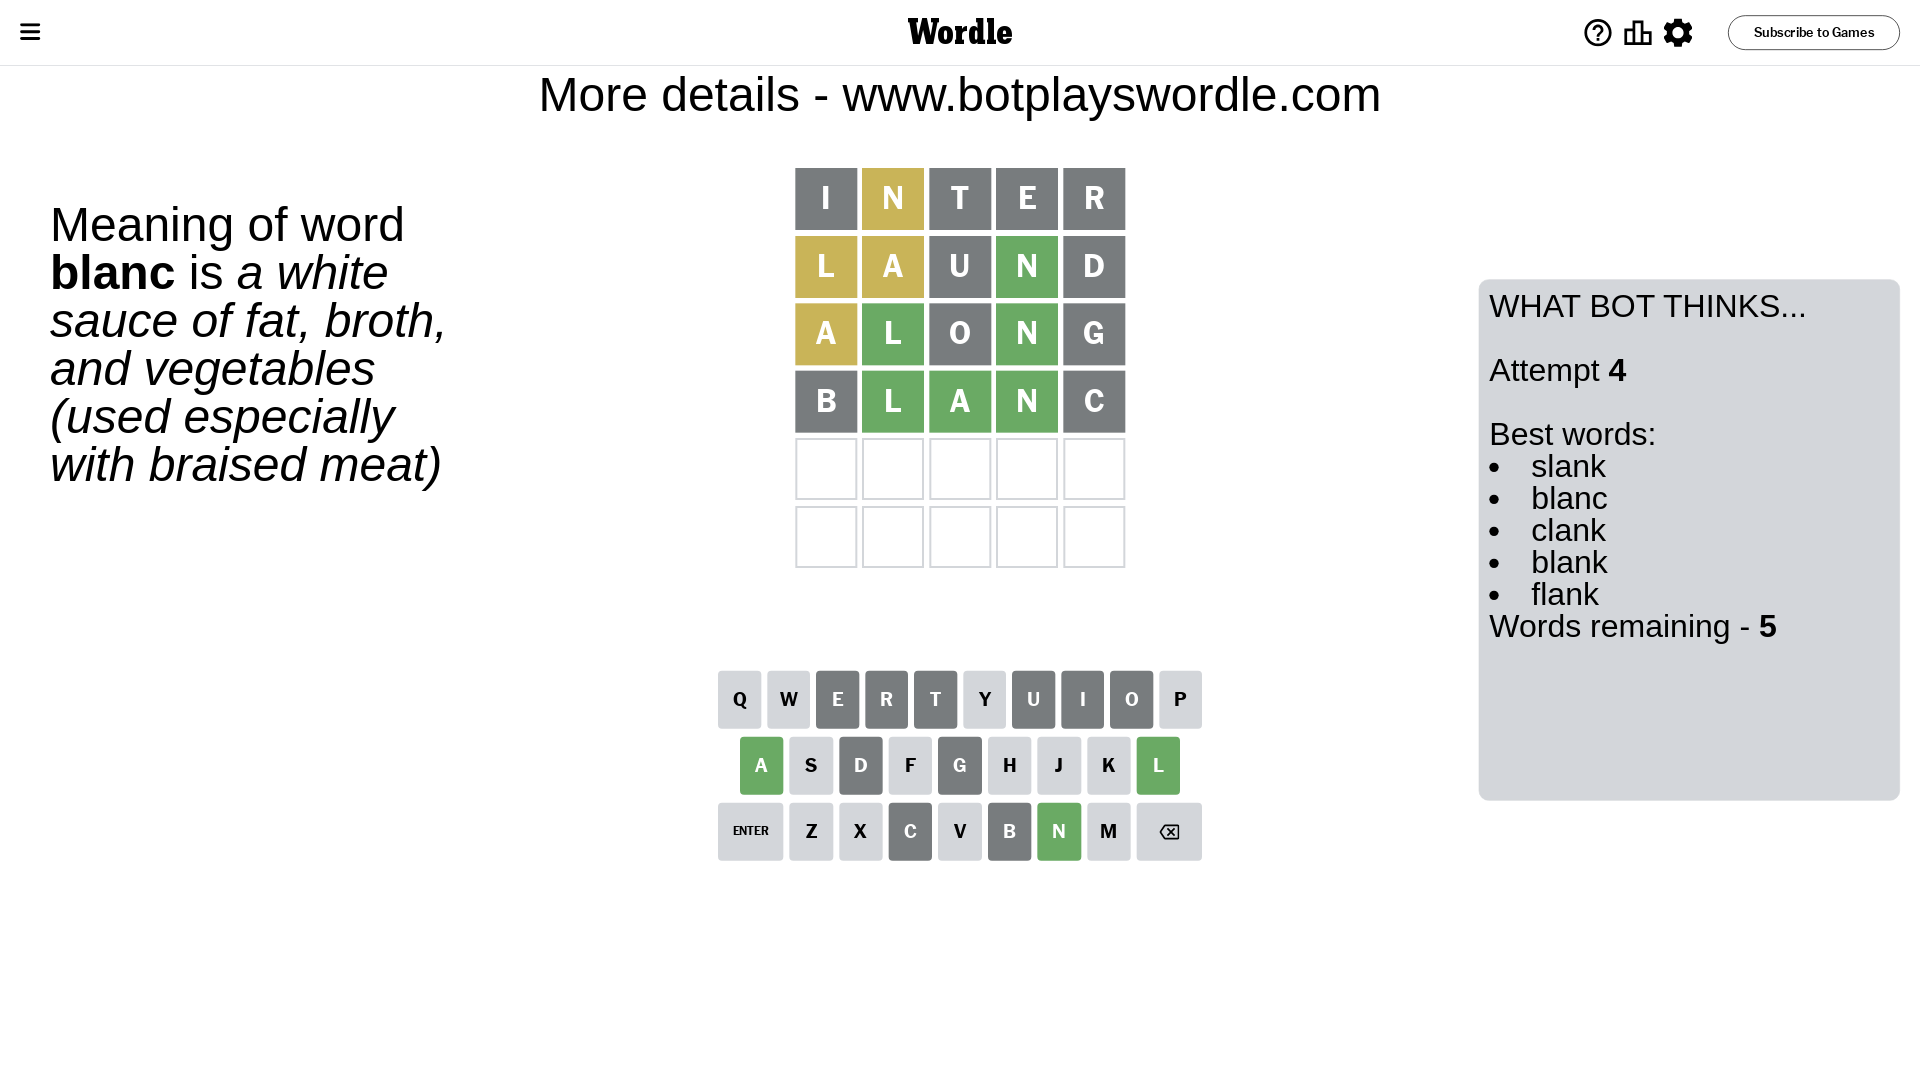 Wordle
Subscribe to Games
More details - www.botplayswordle.com
Meaning of word
blanc is a white
sauce of fat, broth,
and vegetables
(used especially
with braised meat)
I N T E R
L A U N D
A L O N G
B L A N C
WHAT BOT THINKS...
Attempt 4
Best words:
slank
blanc
clank
blank
flank
Words remaining - 5
Q W E R T Y U I O P
A S D F G H J K L
ENTER Z X C V B N M